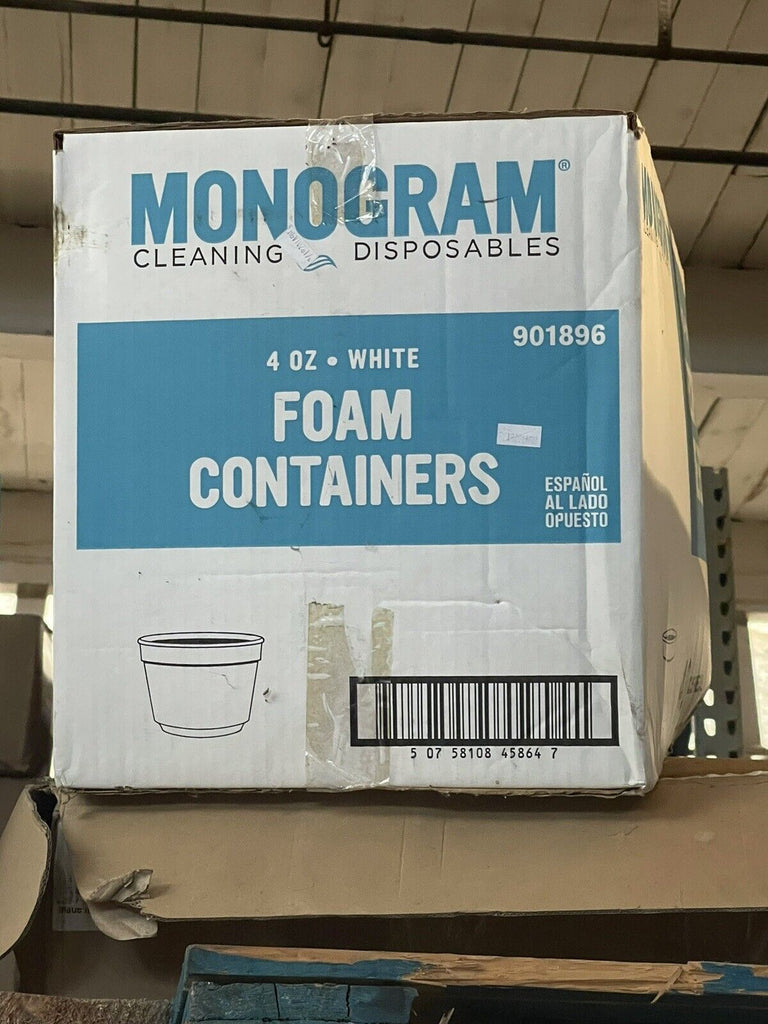 MONOGRAM®
CLEANING DISPOSABLES
901896
4 OZ • WHITE
FOAM
CONTAINERS
ESPAÑOL
AL LADO
OPUESTO
5 07 58108 45864 7